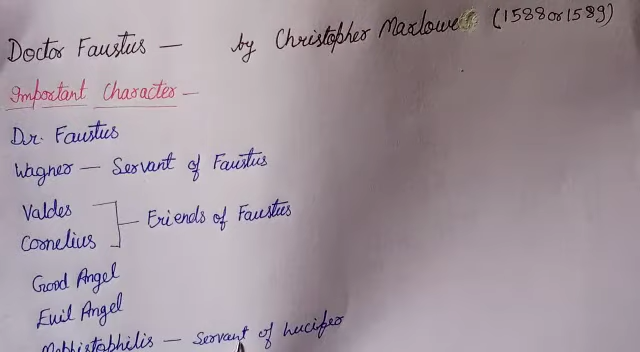 Doctor Faustus — by Christopher Marlowe (1588 or 1589)
Important Character —
Dr. Faustus
Wagner — Servant of Faustus
Valdes
Cornelius
Friends of Faustus
Good Angel
Evil Angel
Mephistophilis — Servant of Lucifer